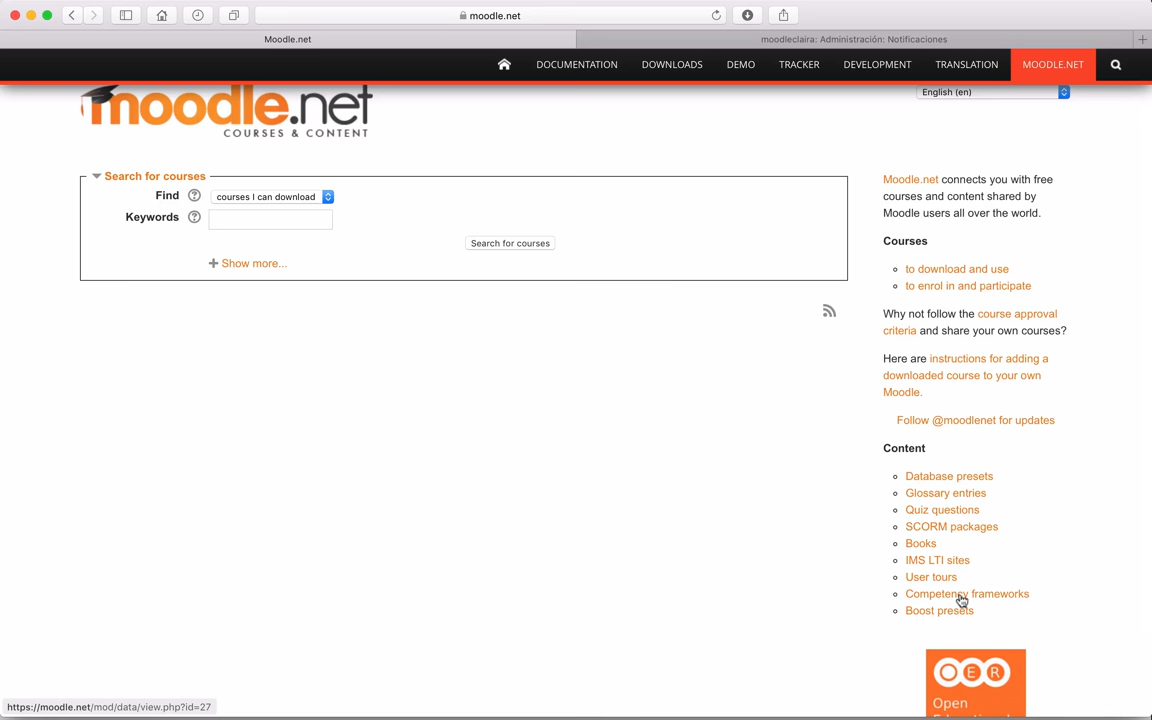 moodle.net
Moodle.net
moodleclaira: Administración: Notificaciones
DOCUMENTATION DOWNLOADS DEMO TRACKER DEVELOPMENT TRANSLATION MOODLE.NET
moodle.net
COURSES & CONTENT
English (en)
Search for courses
Find
courses I can download
Keywords
Search for courses
Show more...
Moodle.net connects you with free
courses and content shared by
Moodle users all over the world.
Courses
to download and use
to enrol in and participate
Why not follow the course approval
criteria and share your own courses?
Here are instructions for adding a
downloaded course to your own
Moodle.
Follow @moodlenet for updates
Content
Database presets
Glossary entries
Quiz questions
SCORM packages
Books
IMS LTI sites
User tours
Competency frameworks
Boost presets
OER
Open
https://moodle.net/mod/data/view.php?id=27